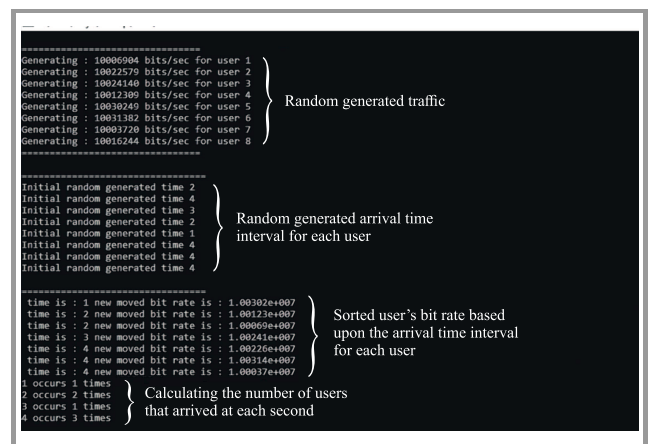 ===============================
Generating : 10006904 bits/sec for user 1
Generating : 10022579 bits/sec for user 2
Generating : 10024140 bits/sec for user 3
Generating : 10012309 bits/sec for user 4
Generating : 10030249 bits/sec for user 5
Generating : 10031382 bits/sec for user 6
Generating : 10003720 bits/sec for user 7
Generating : 10016244 bits/sec for user 8
===============================
Random generated traffic
================================
Initial random generated time 2
Initial random generated time 4
Initial random generated time 3
Initial random generated time 2
Initial random generated time 1
Initial random generated time 4
Initial random generated time 4
Initial random generated time 4
Random generated arrival time
interval for each user
================================
time is : 1 new moved bit rate is : 1.00302e+007
time is : 2 new moved bit rate is : 1.00123e+007
time is : 2 new moved bit rate is : 1.00069e+007
time is : 3 new moved bit rate is : 1.00241e+007
time is : 4 new moved bit rate is : 1.00226e+007
time is : 4 new moved bit rate is : 1.00314e+007
time is : 4 new moved bit rate is : 1.00037e+007
Sorted user's bit rate based
upon the arrival time interval
for each user
1 occurs 1 times
2 occurs 2 times
3 occurs 1 times
4 occurs 3 times
Calculating the number of users
that arrived at each second